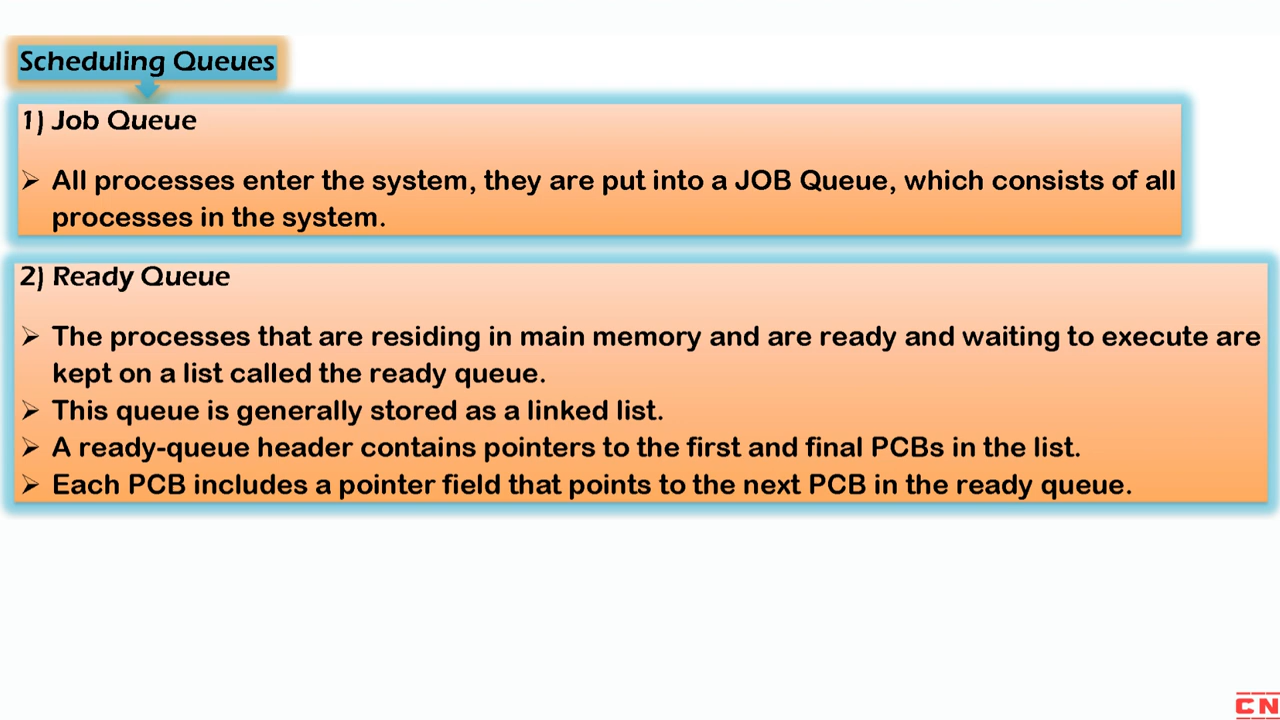 Scheduling Queues
1) Job Queue
➢ All processes enter the system, they are put into a JOB Queue, which consists of all
processes in the system.
2) Ready Queue
➢ The processes that are residing in main memory and are ready and waiting to execute are
kept on a list called the ready queue.
➢ This queue is generally stored as a linked list.
➢ A ready-queue header contains pointers to the first and final PCBs in the list.
➢ Each PCB includes a pointer field that points to the next PCB in the ready queue.
CN